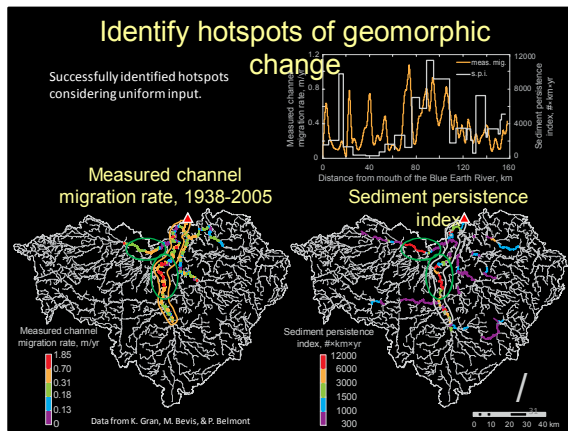 Identify hotspots of geomorphic
change
Successfully identified hotspots
considering uniform input.
Measured channel
migration rate, m/yr
1.2
0.8
0.4
0
meas. mig.
s.p.i.
12000
8000
4000
0
Sediment persistence
index, #*km*yr
0 40 80 120 160
Distance from mouth of the Blue Earth River, km
Measured channel
migration rate, 1938-2005
Sediment persistence
index
Measured channel
migration rate, m/yr
1.85
0.70
0.31
0.18
0.13
0
Data from K. Gran, M. Bevis, & P. Belmont
Sediment persistence
index, #*km*yr
12000
6000
3000
1500
1000
300
31
0 10 20 30 40 km